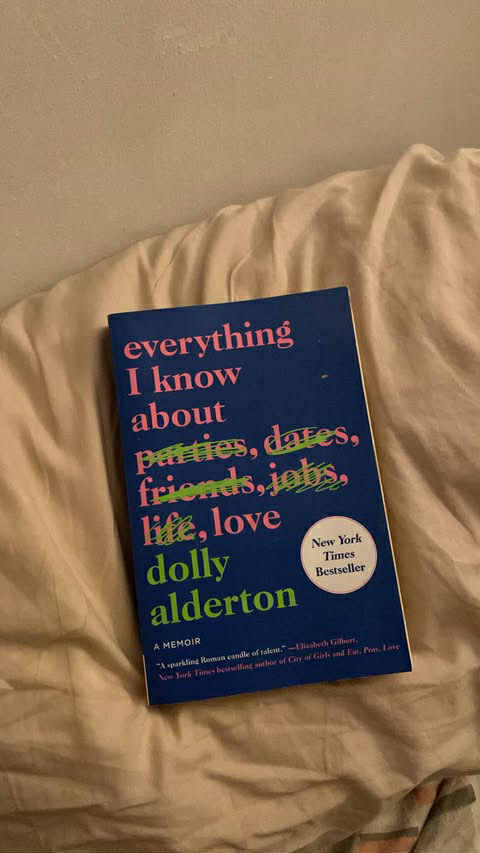 everything
I know
about
parties, dates,
friends, jobs,
life, love
dolly
alderton
New York
Times
Bestseller
A MEMOIR
“A sparkling Roman candle of talent.” —Elizabeth Gilbert,
New York Times bestselling author of City of Girls and Eat, Pray, Love